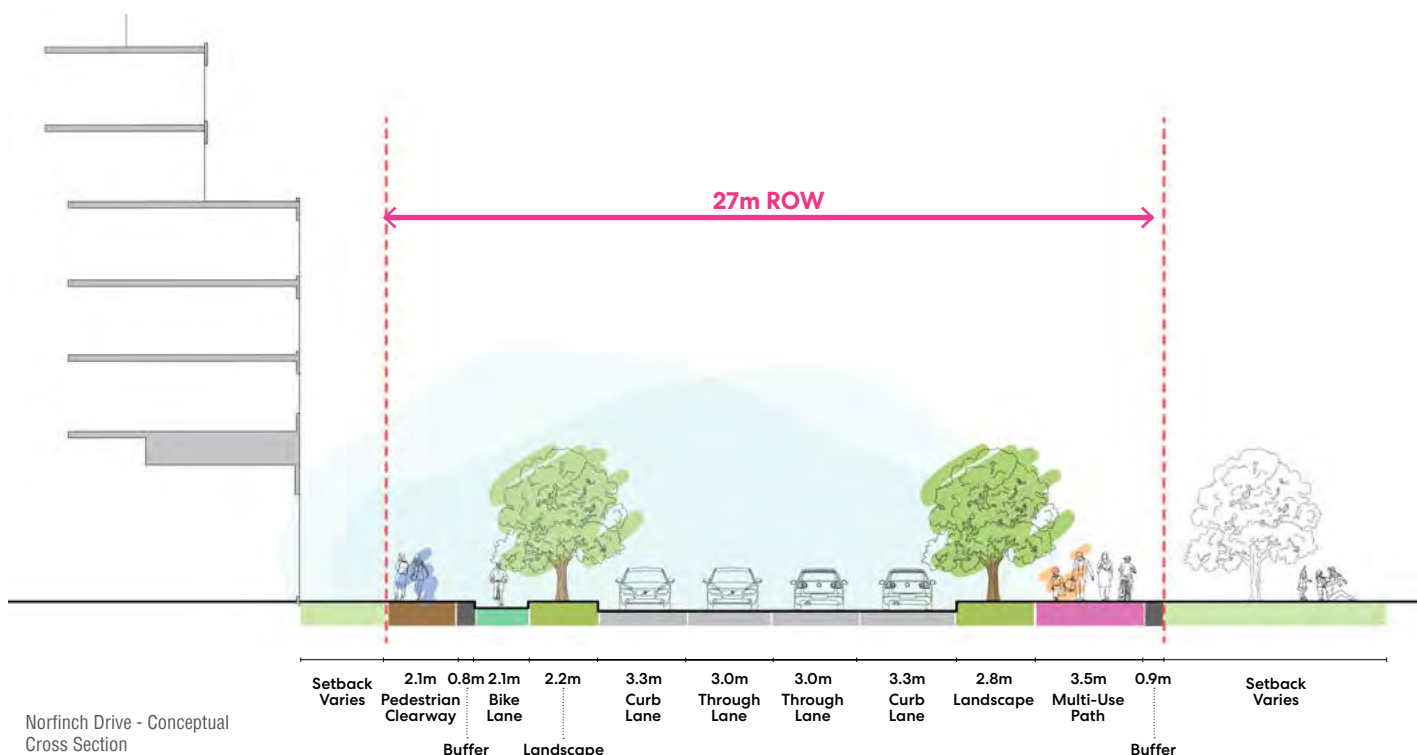 27m ROW
Setback
Varies
2.1m
Pedestrian
Clearway
0.8m
Buffer
2.1m
Bike
Lane
2.2m
Landscape
3.3m
Curb
Lane
3.0m
Through
Lane
3.0m
Through
Lane
3.3m
Curb
Lane
2.8m
Landscape
3.5m
Multi-Use
Path
0.9m
Buffer
Setback
Varies
Norfinch Drive - Conceptual
Cross Section